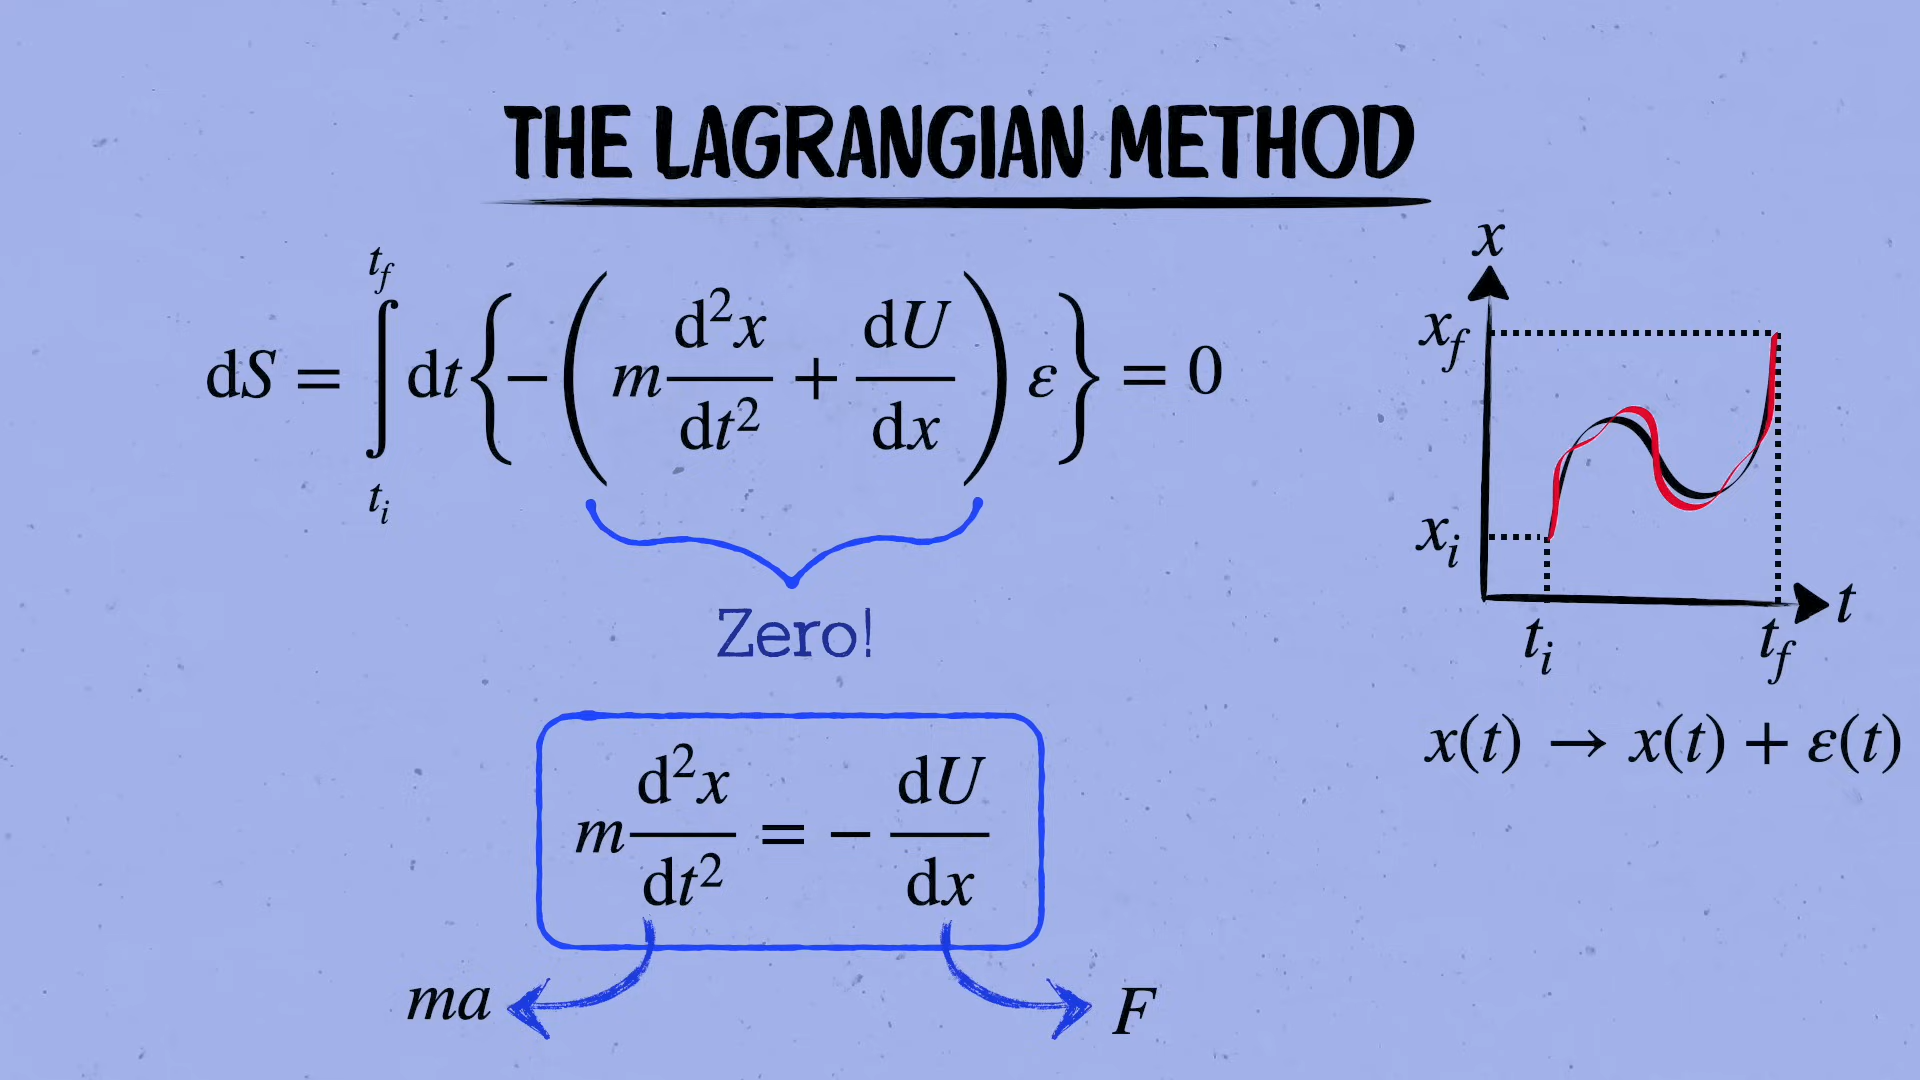 THE LAGRANGIAN METHOD
dS = ∫_{t_i}^{t_f} dt { − ( m d²x/dt² + dU/dx ) ε } = 0
Zero!
m d²x/dt² = − dU/dx
ma
F
x
x_f
x_i
t
t_i
t_f
x(t) → x(t) + ε(t)